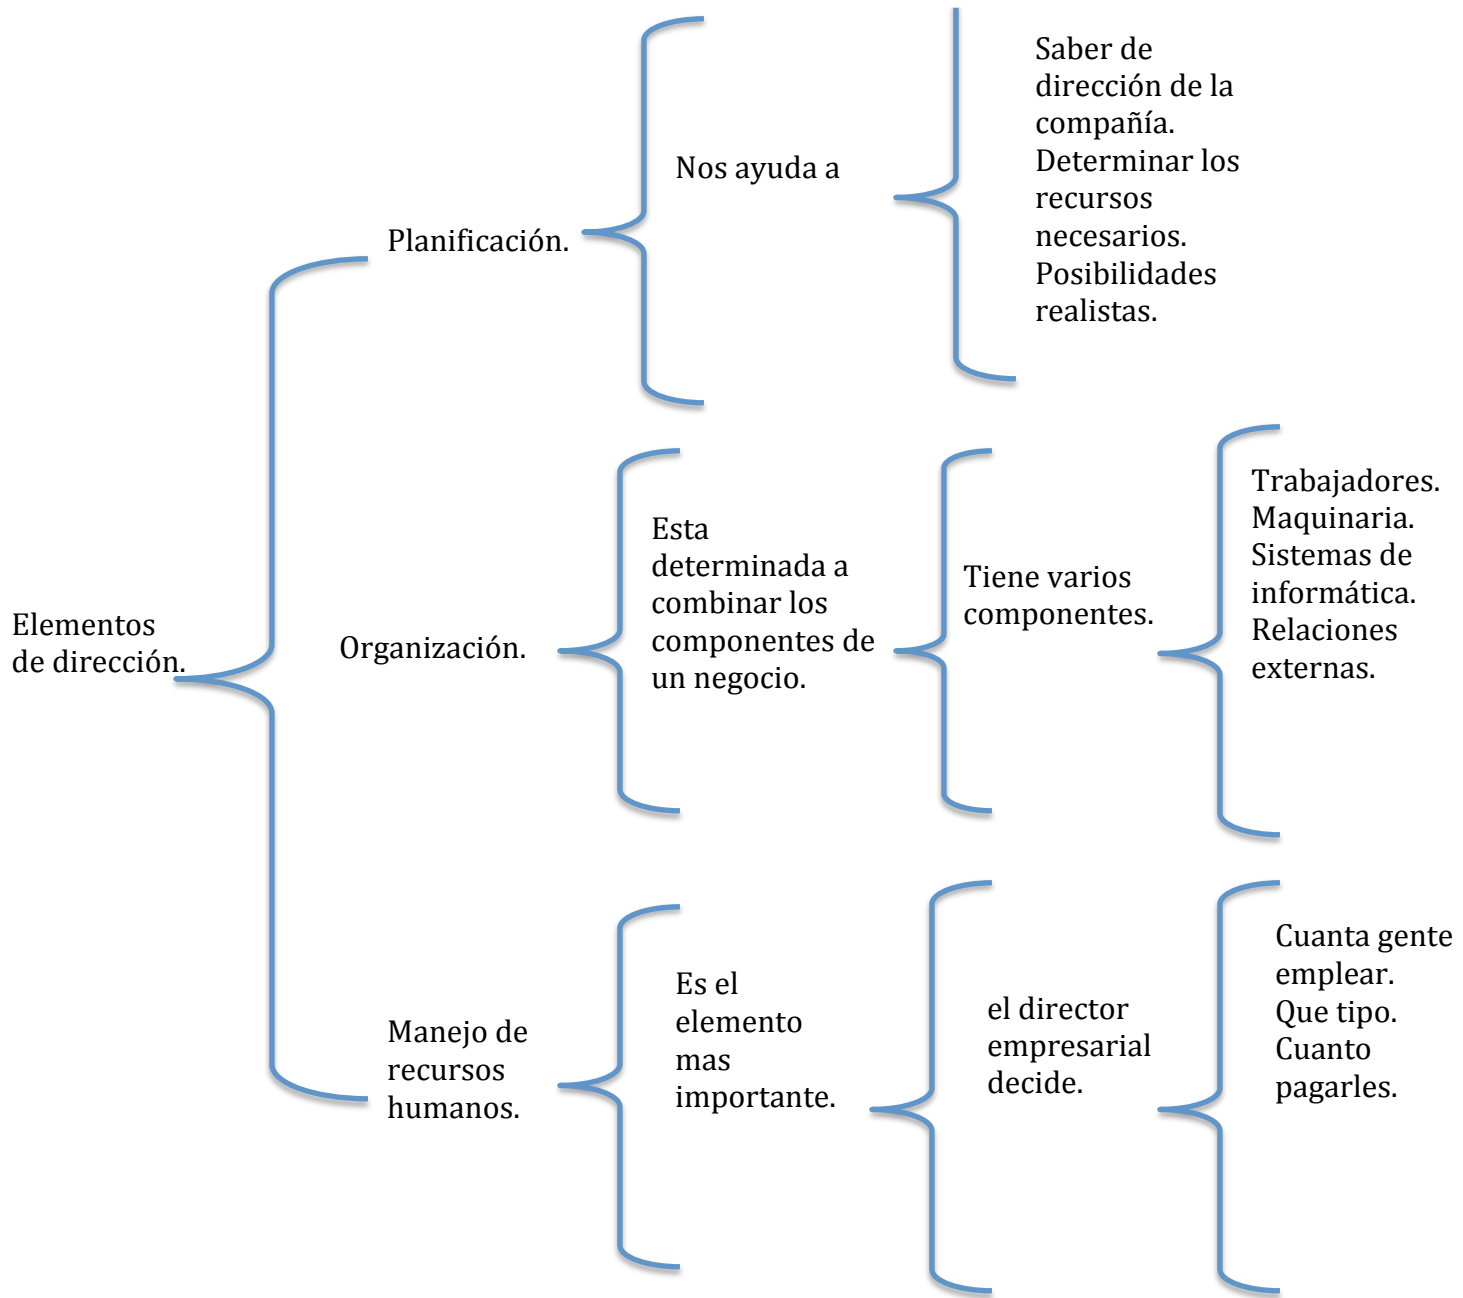 Elementos
de dirección.
Planificación.
Nos ayuda a
Saber de
dirección de la
compañía.
Determinar los
recursos
necesarios.
Posibilidades
realistas.
Organización.
Esta
determinada a
combinar los
componentes de
un negocio.
Tiene varios
componentes.
Trabajadores.
Maquinaria.
Sistemas de
informática.
Relaciones
externas.
Manejo de
recursos
humanos.
Es el
elemento
mas
importante.
el director
empresarial
decide.
Cuanta gente
emplear.
Que tipo.
Cuanto
pagarles.